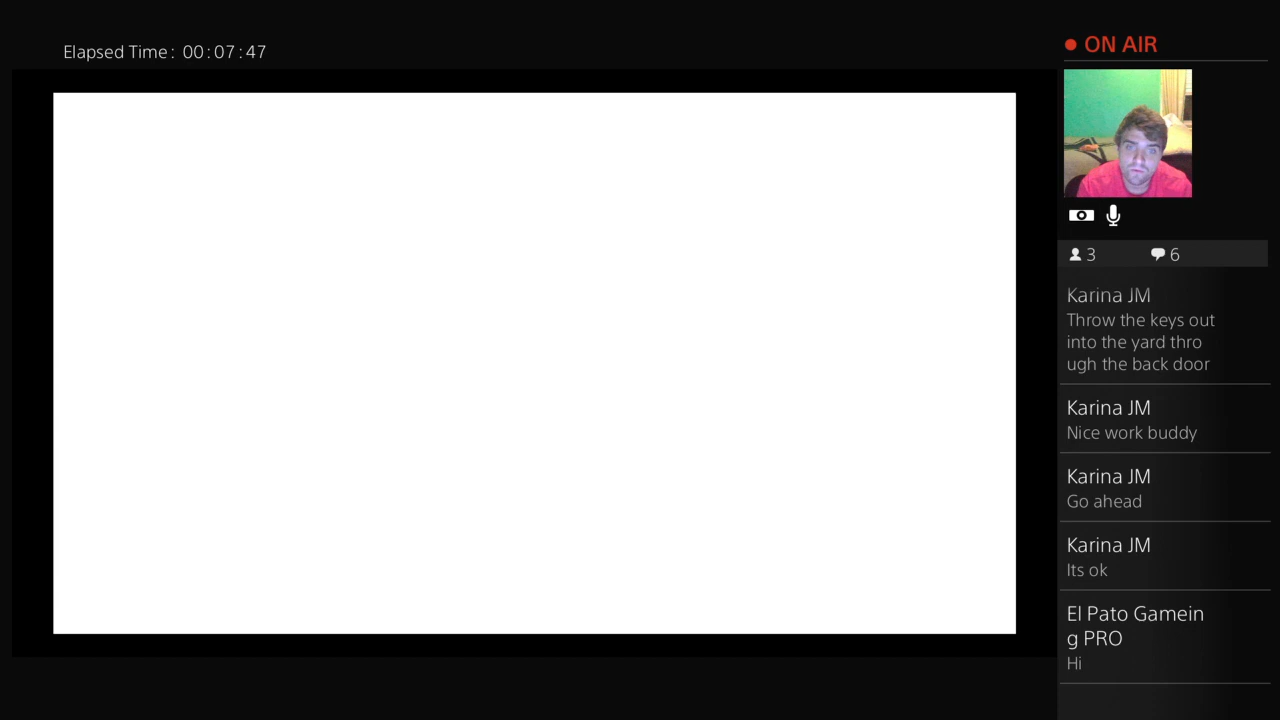 Elapsed Time: 00:07:47
ON AIR
3 6
Karina JM
Throw the keys out
into the yard thro
ugh the back door
Karina JM
Nice work buddy
Karina JM
Go ahead
Karina JM
Its ok
El Pato Gamein
g PRO
Hi